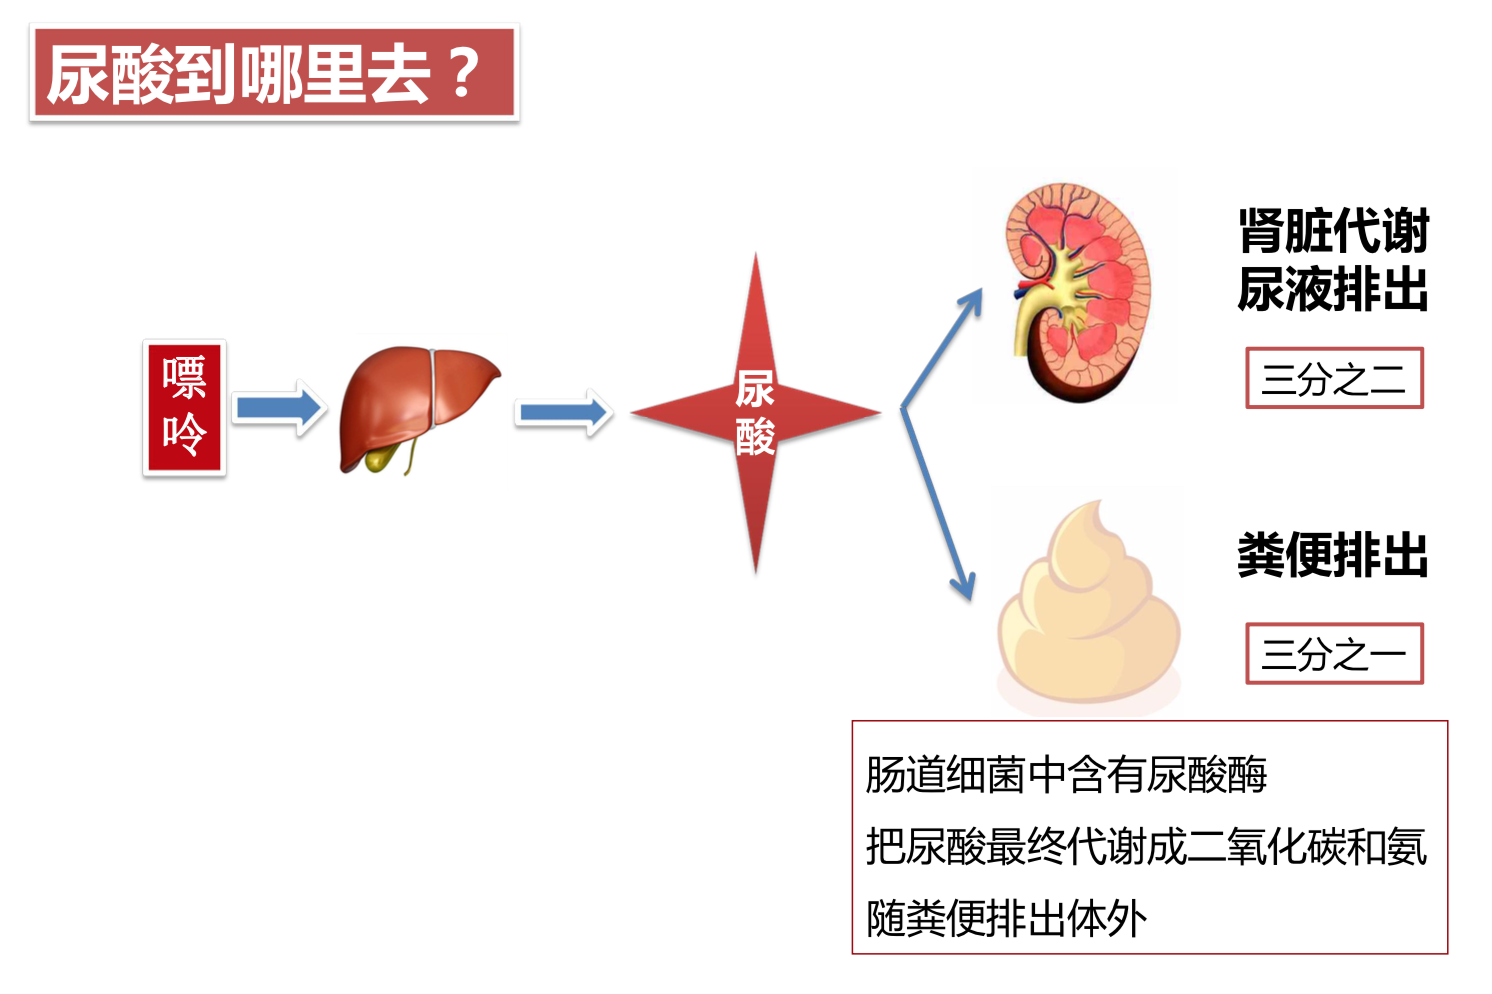 尿酸到哪里去？
嘌
呤
尿
酸
肾脏代谢
尿液排出
三分之二
粪便排出
三分之一
肠道细菌中含有尿酸酶
把尿酸最终代谢成二氧化碳和氨
随粪便排出体外